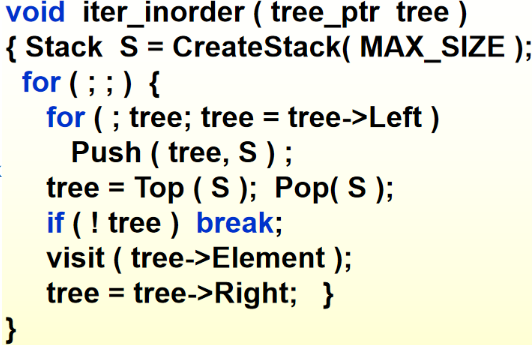 void iter_inorder ( tree_ptr tree )
{ Stack S = CreateStack( MAX_SIZE );
for ( ; ; ) {
for ( ; tree; tree = tree->Left )
Push ( tree, S ) ;
tree = Top ( S ); Pop( S );
if ( ! tree ) break;
visit ( tree->Element );
tree = tree->Right; }
}